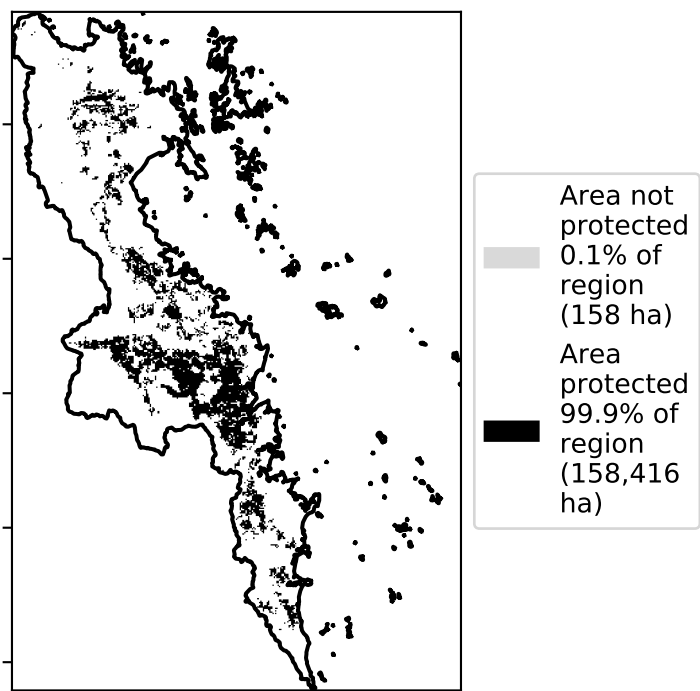 Area not
protected
0.1% of
region
(158 ha)
Area
protected
99.9% of
region
(158,416
ha)